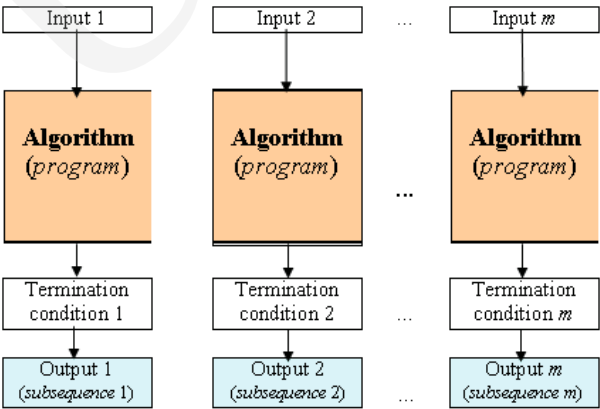 Input 1 Input 2 ... Input m
Algorithm Algorithm Algorithm
(program) (program) ... (program)
Termination Termination Termination
condition 1 condition 2 ... condition m
Output 1 Output 2 Output m
(subsequence 1) (subsequence 2) ... (subsequence m)